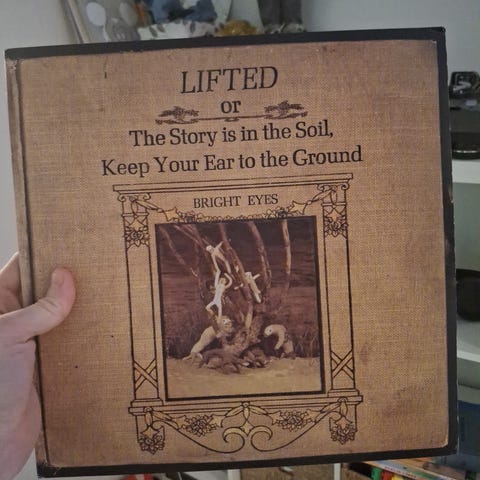 LIFTED
or
The Story is in the Soil,
Keep Your Ear to the Ground
BRIGHT EYES